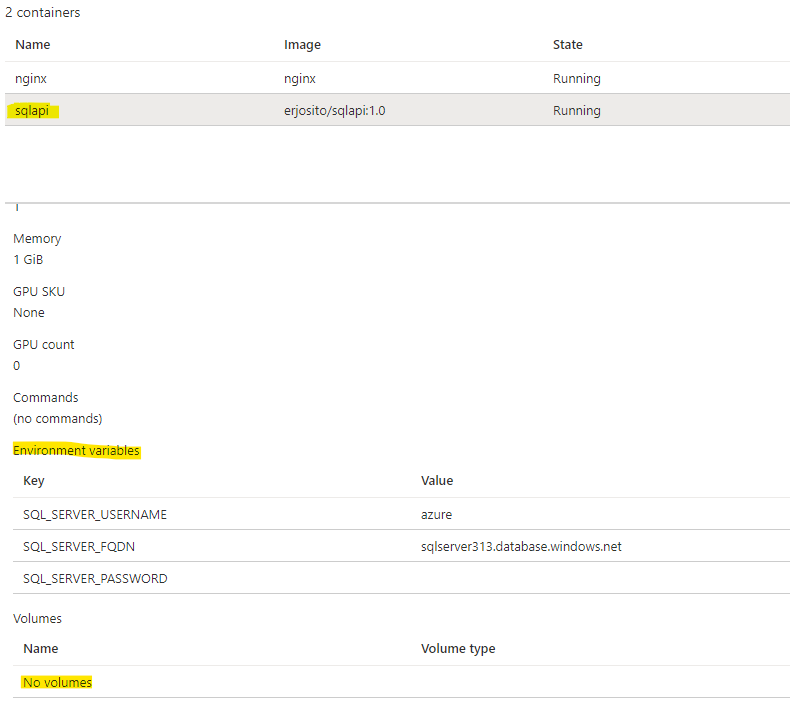 2 containers
Name Image State
nginx nginx Running
sqlapi erjosito/sqlapi:1.0 Running
Memory
1 GiB
GPU SKU
None
GPU count
0
Commands
(no commands)
Environment variables
Key Value
SQL_SERVER_USERNAME azure
SQL_SERVER_FQDN sqlserver313.database.windows.net
SQL_SERVER_PASSWORD
Volumes
Name Volume type
No volumes